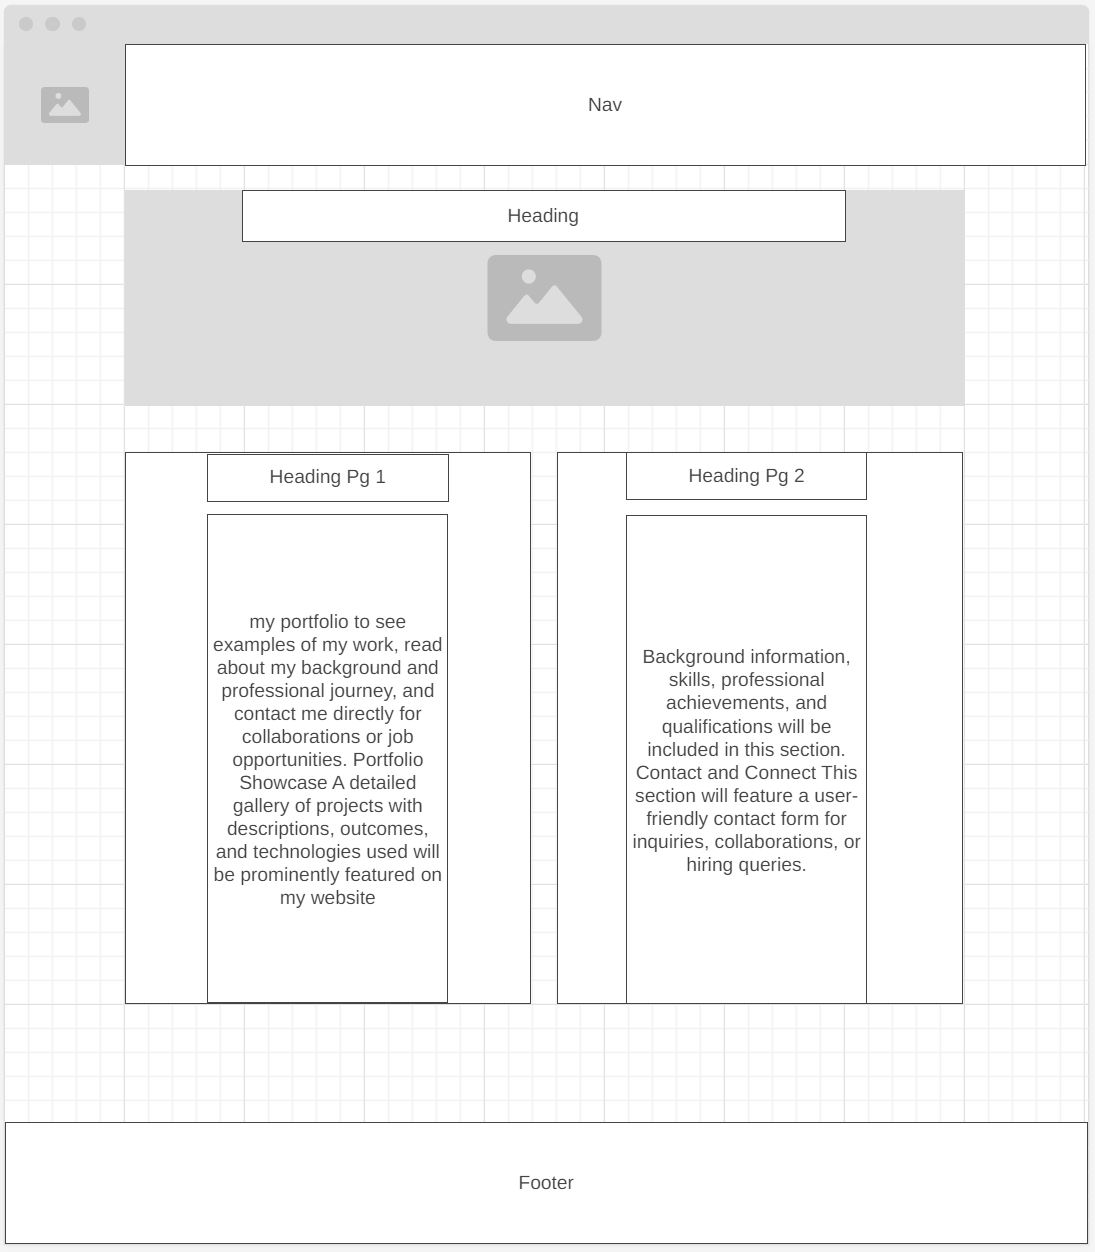 Nav
Heading
Heading Pg 1
my portfolio to see
examples of my work, read
about my background and
professional journey, and
contact me directly for
collaborations or job
opportunities. Portfolio
Showcase A detailed
gallery of projects with
descriptions, outcomes,
and technologies used will
be prominently featured on
my website
Heading Pg 2
Background information,
skills, professional
achievements, and
qualifications will be
included in this section.
Contact and Connect This
section will feature a user-
friendly contact form for
inquiries, collaborations, or
hiring queries.
Footer